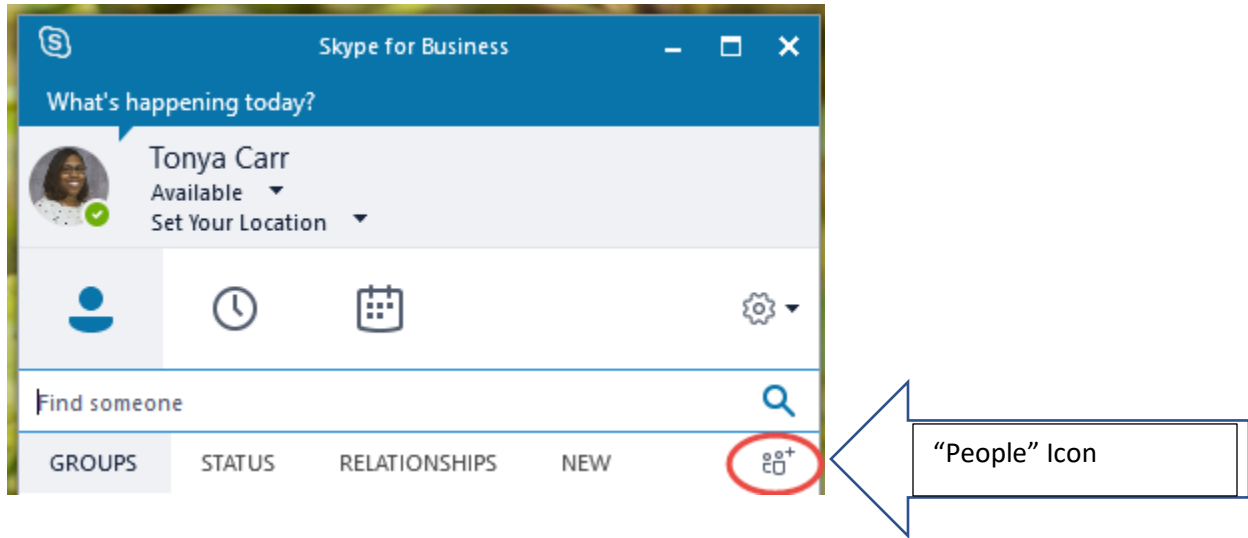 Skype for Business
What's happening today?
Tonya Carr
Available
Set Your Location
Find someone
GROUPS STATUS RELATIONSHIPS NEW
“People” Icon